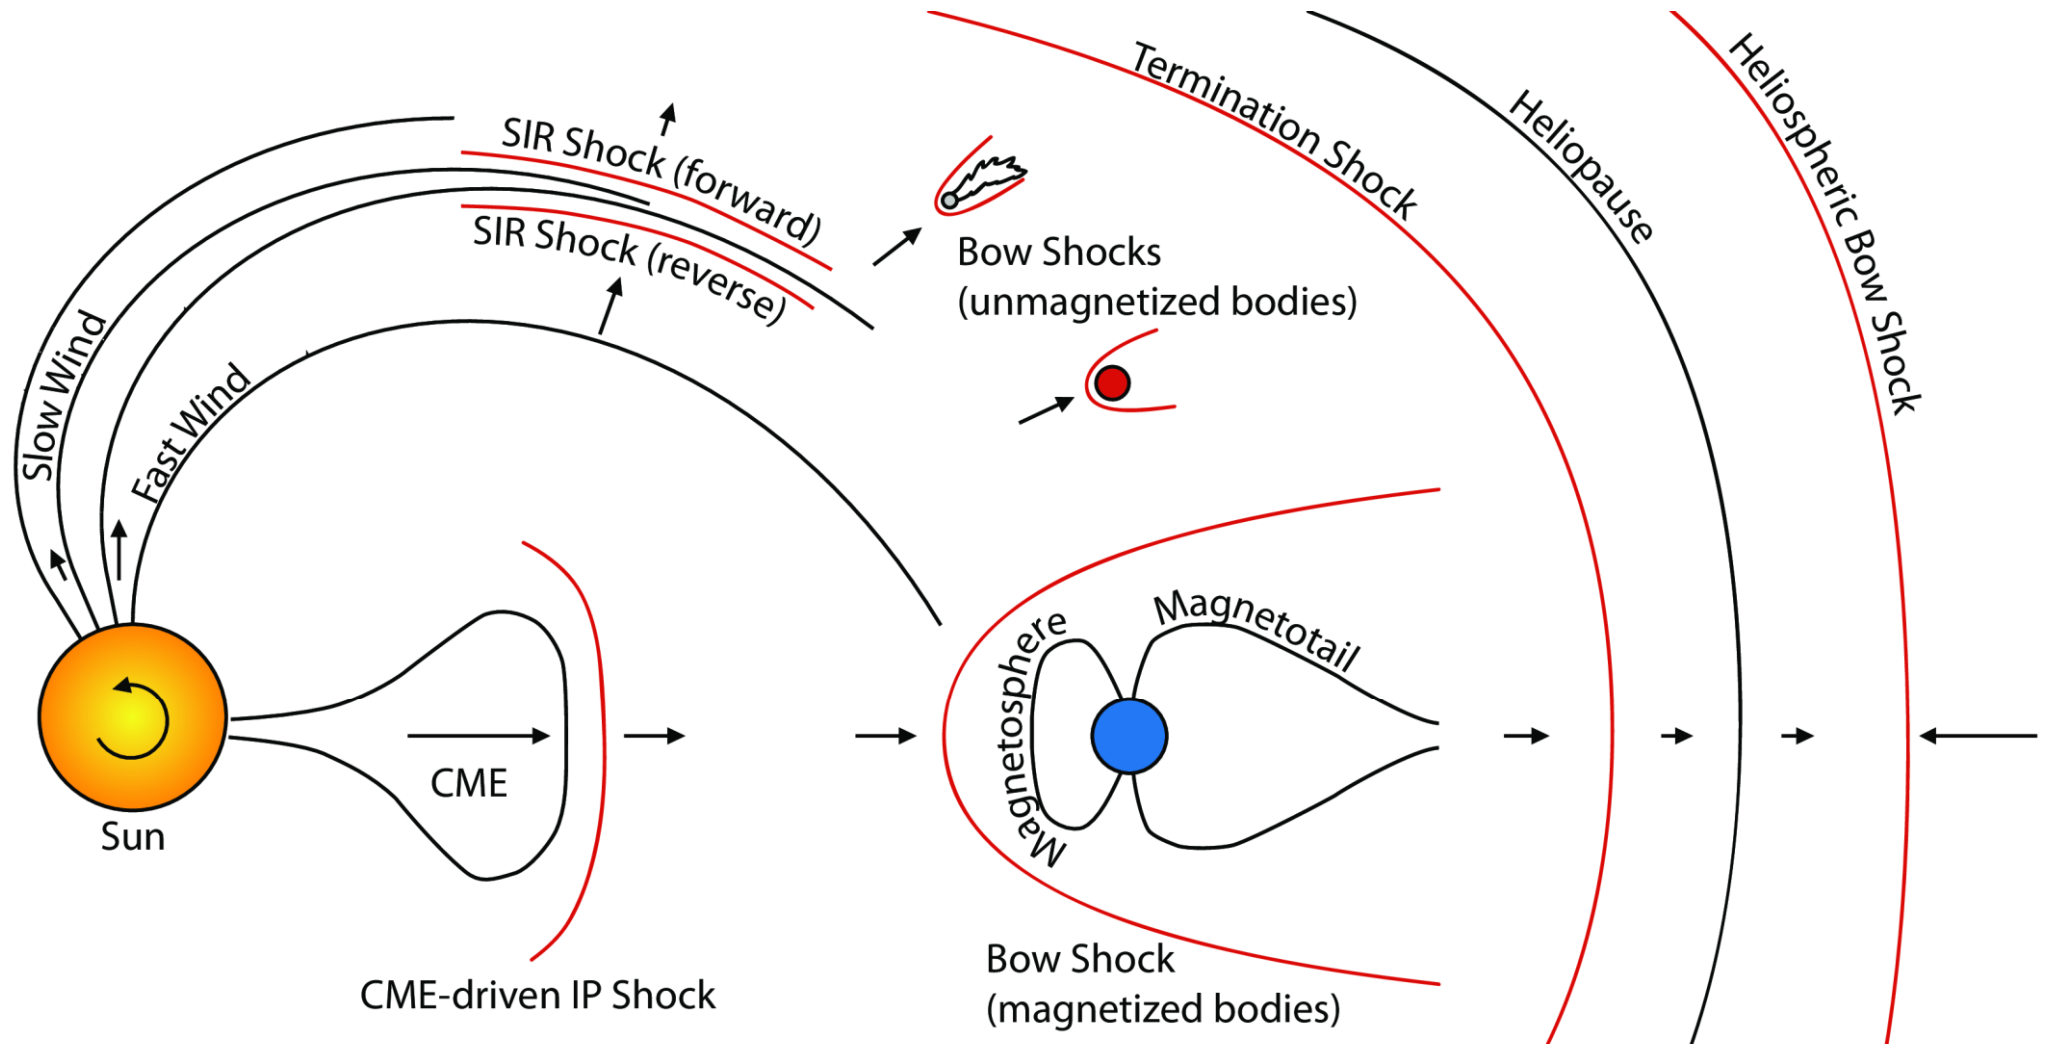 Termination Shock
Heliopause
Heliospheric Bow Shock
SIR Shock (forward)
SIR Shock (reverse)
Bow Shocks
(unmagnetized bodies)
Slow Wind
Fast Wind
Magnetosphere
Magnetotail
CME
Sun
CME-driven IP Shock
Bow Shock
(magnetized bodies)